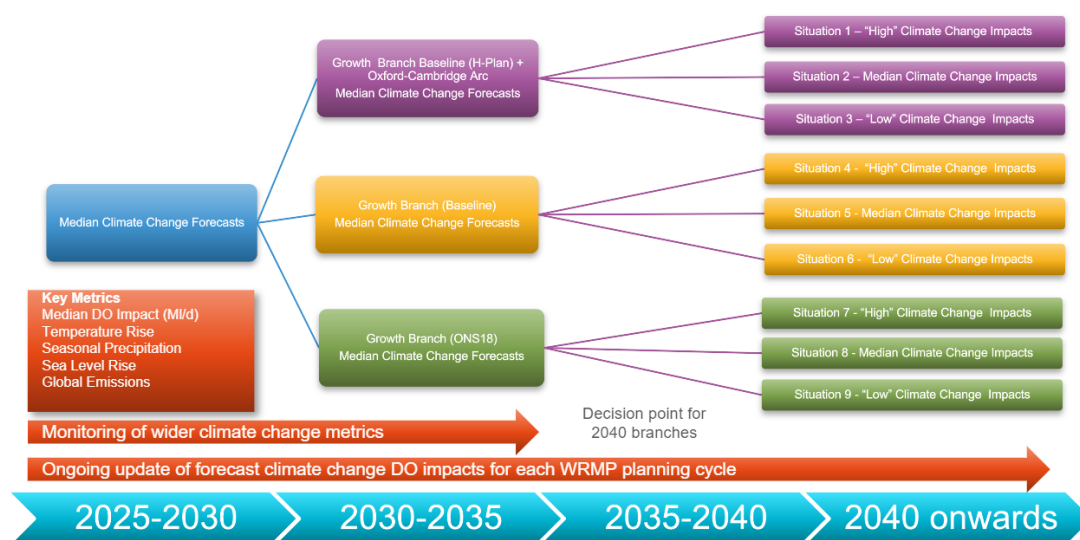 Growth Branch Baseline (H-Plan) +
Oxford-Cambridge Arc
Median Climate Change Forecasts
Situation 1 – “High” Climate Change Impacts
Situation 2 – Median Climate Change Impacts
Situation 3 – “Low” Climate Change Impacts
Median Climate Change Forecasts
Growth Branch (Baseline)
Median Climate Change Forecasts
Situation 4 - “High” Climate Change Impacts
Situation 5 - Median Climate Change Impacts
Situation 6 - “Low” Climate Change Impacts
Key Metrics
Median DO Impact (Ml/d)
Temperature Rise
Seasonal Precipitation
Sea Level Rise
Global Emissions
Growth Branch (ONS18)
Median Climate Change Forecasts
Situation 7 - “High” Climate Change Impacts
Situation 8 - Median Climate Change Impacts
Situation 9 - “Low” Climate Change Impacts
Monitoring of wider climate change metrics
Decision point for
2040 branches
Ongoing update of forecast climate change DO impacts for each WRMP planning cycle
2025-2030
2030-2035
2035-2040
2040 onwards